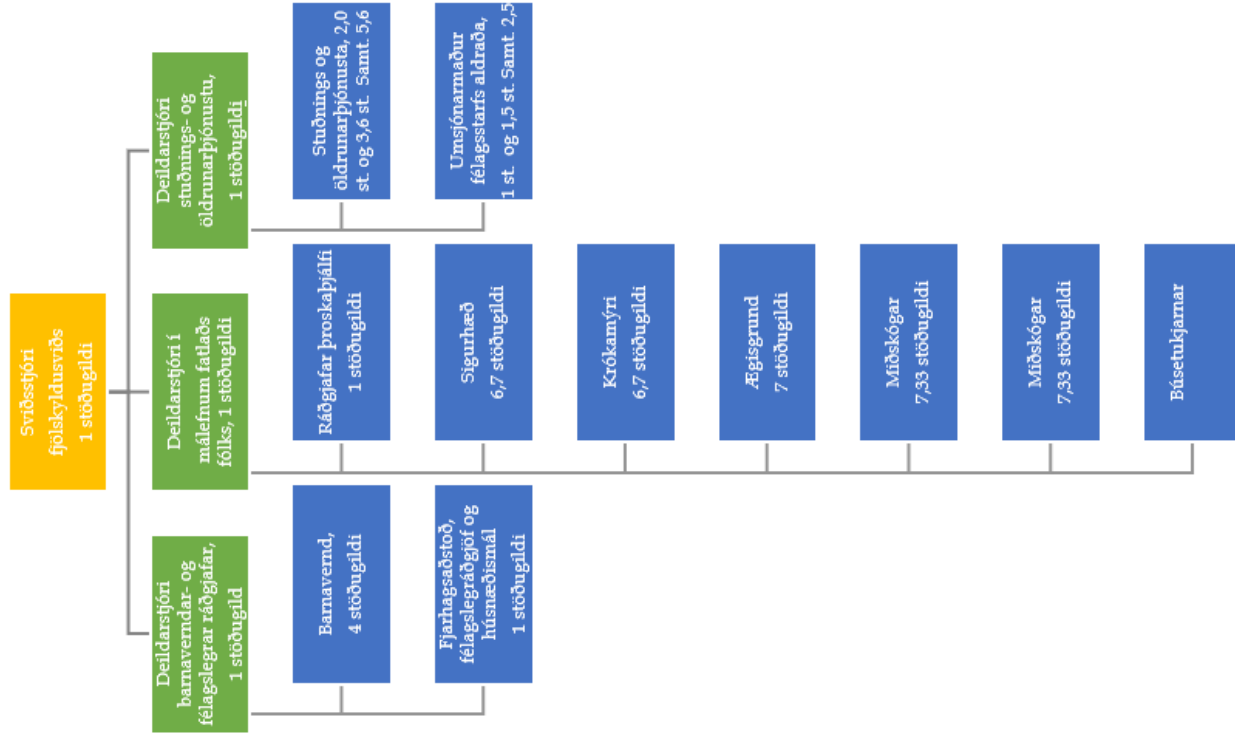 Sviðsstjóri
fjölskyldusviðs
1 stöðugildi
Deildarstjóri
barnaverndar- og
félagslegrar ráðgjafar,
1 stöðugild
Barnavernd,
4 stöðugildi
Fjarhagsaðstoð,
félagslegráðgjöf og
húsnæðismál
1 stöðugildi
Deildarstjóri í
málefnum fatlaðs
fólks, 1 stöðugildi
Ráðgjafar þroskaþjálfi
1 stöðugildi
Sigurhæð
6,7 stöðugildi
Krókamýri
6,7 stöðugildi
Ægisgrund
7 stöðugildi
Miðskógar
7,33 stöðugildi
Miðskógar
7,33 stöðugildi
Búsetukjarnar
Deildarstjóri
stuðnings- og
öldrunarþjónustu,
1 stöðugildi
Stuðnings og
öldrunarþjónusta, 2,0
st. og 3,6 st. Samt. 5,6
Umsjónarmaður
félagsstarfs aldraða,
1 st. og 1,5 st. Samt. 2,5